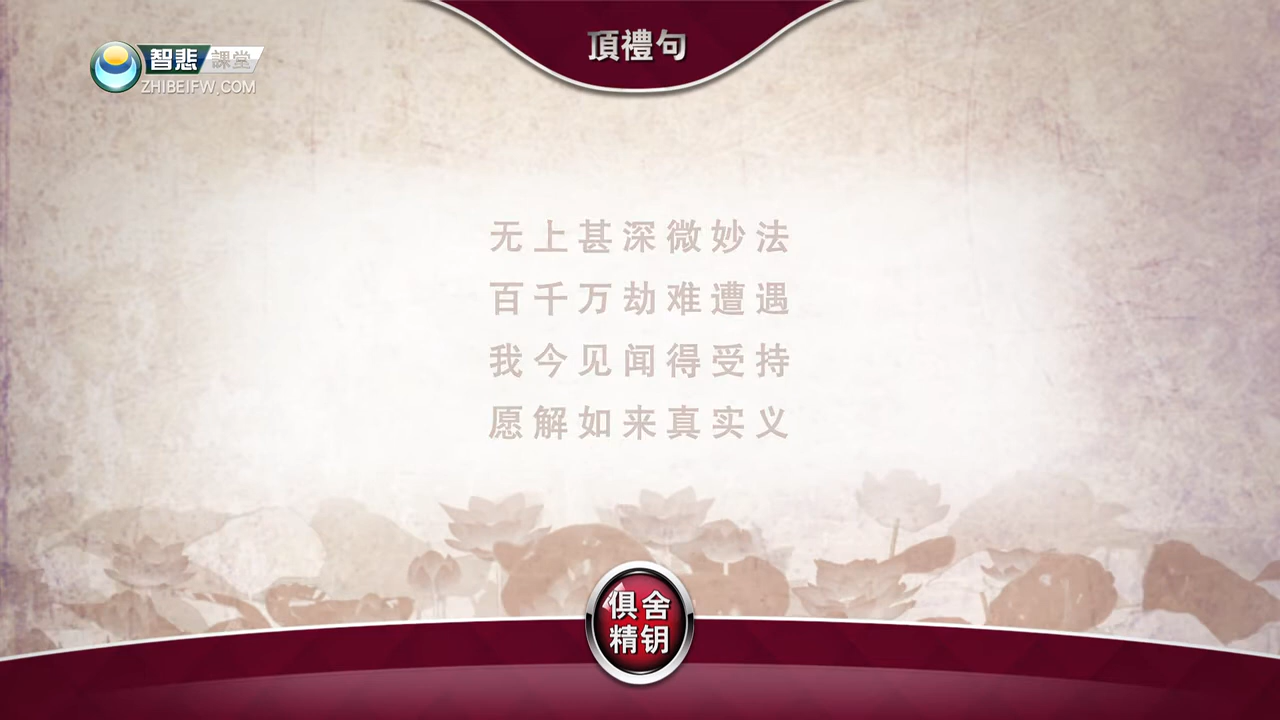 頂禮句
智悲課堂
ZHIBEIFW.COM
无上甚深微妙法
百千万劫难遭遇
我今见闻得受持
愿解如来真实义
俱舍
精钥